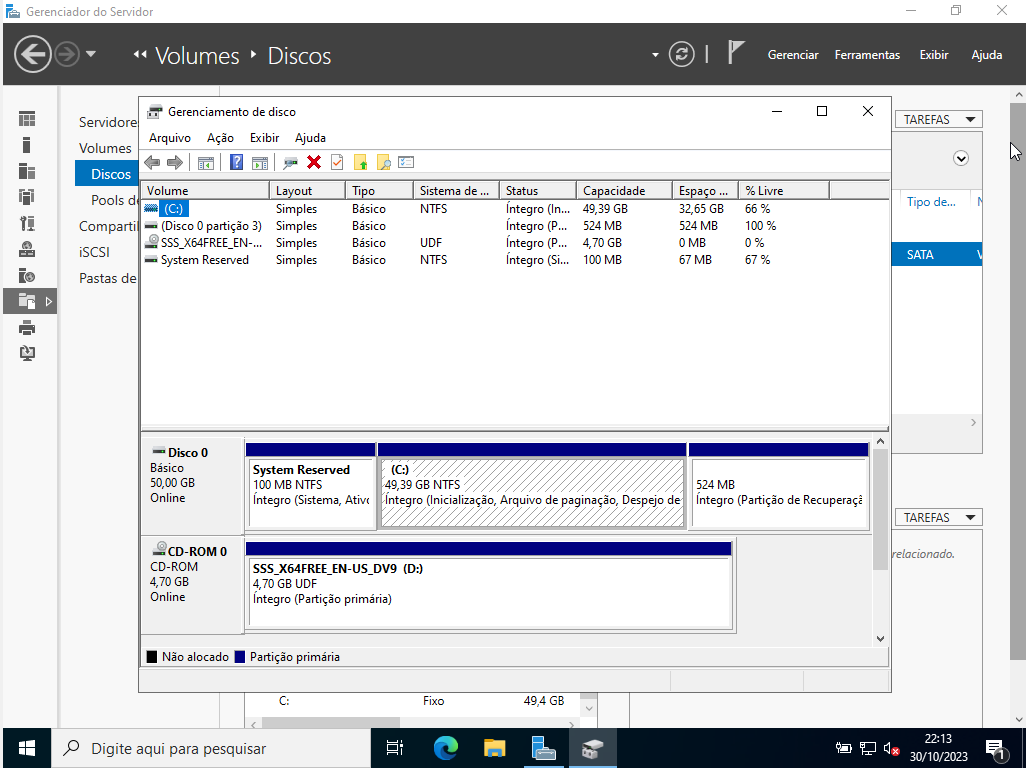 Gerenciador do Servidor
Volumes Discos
Gerenciar Ferramentas Exibir Ajuda
Servidore
Volumes
Discos
Pools d
Compartil
iSCSI
Pastas de
TAREFAS
Tipo de... N
SATA V
TAREFAS
relacionado.
Gerenciamento de disco
Arquivo Ação Exibir Ajuda
Volume Layout Tipo Sistema de ... Status Capacidade Espaço ... % Livre
(C:) Simples Básico NTFS Íntegro (In... 49,39 GB 32,65 GB 66 %
(Disco 0 partição 3) Simples Básico Íntegro (P... 524 MB 524 MB 100 %
SSS_X64FREE_EN-... Simples Básico UDF Íntegro (P... 4,70 GB 0 MB 0 %
System Reserved Simples Básico NTFS Íntegro (Si... 100 MB 67 MB 67 %
Disco 0
Básico
50,00 GB
Online
System Reserved
100 MB NTFS
Íntegro (Sistema, Ativo
(C:)
49,39 GB NTFS
Íntegro (Inicialização, Arquivo de paginação, Despejo de
524 MB
Íntegro (Partição de Recuperaçã
CD-ROM 0
CD-ROM
4,70 GB
Online
SSS_X64FREE_EN-US_DV9 (D:)
4,70 GB UDF
Íntegro (Partição primária)
Não alocado Partição primária
C: Fixo 49,4 GB
Digite aqui para pesquisar
22:13
30/10/2023
1